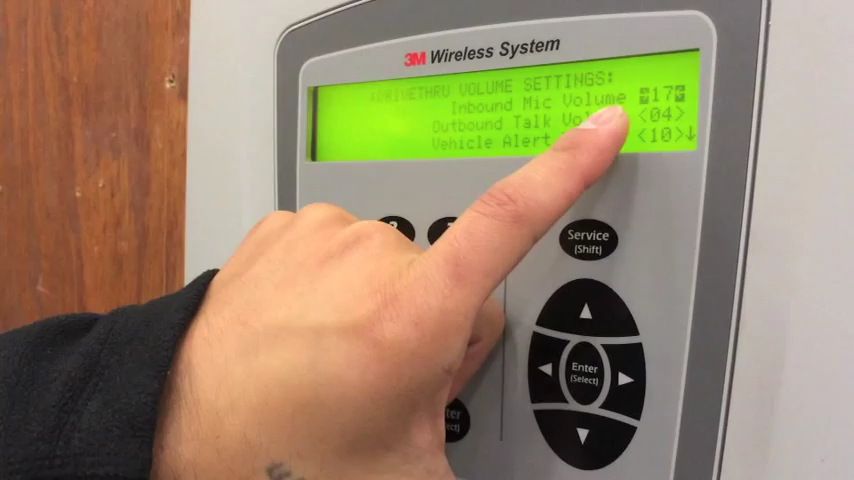 3M Wireless System
DRIVETHRU VOLUME SETTINGS:
Inbound Mic Volume 17
Outbound Talk <04>
Vehicle Alert <10>↓
Service
(Shift)
▲
◄ Enter ►
(Select)
▼